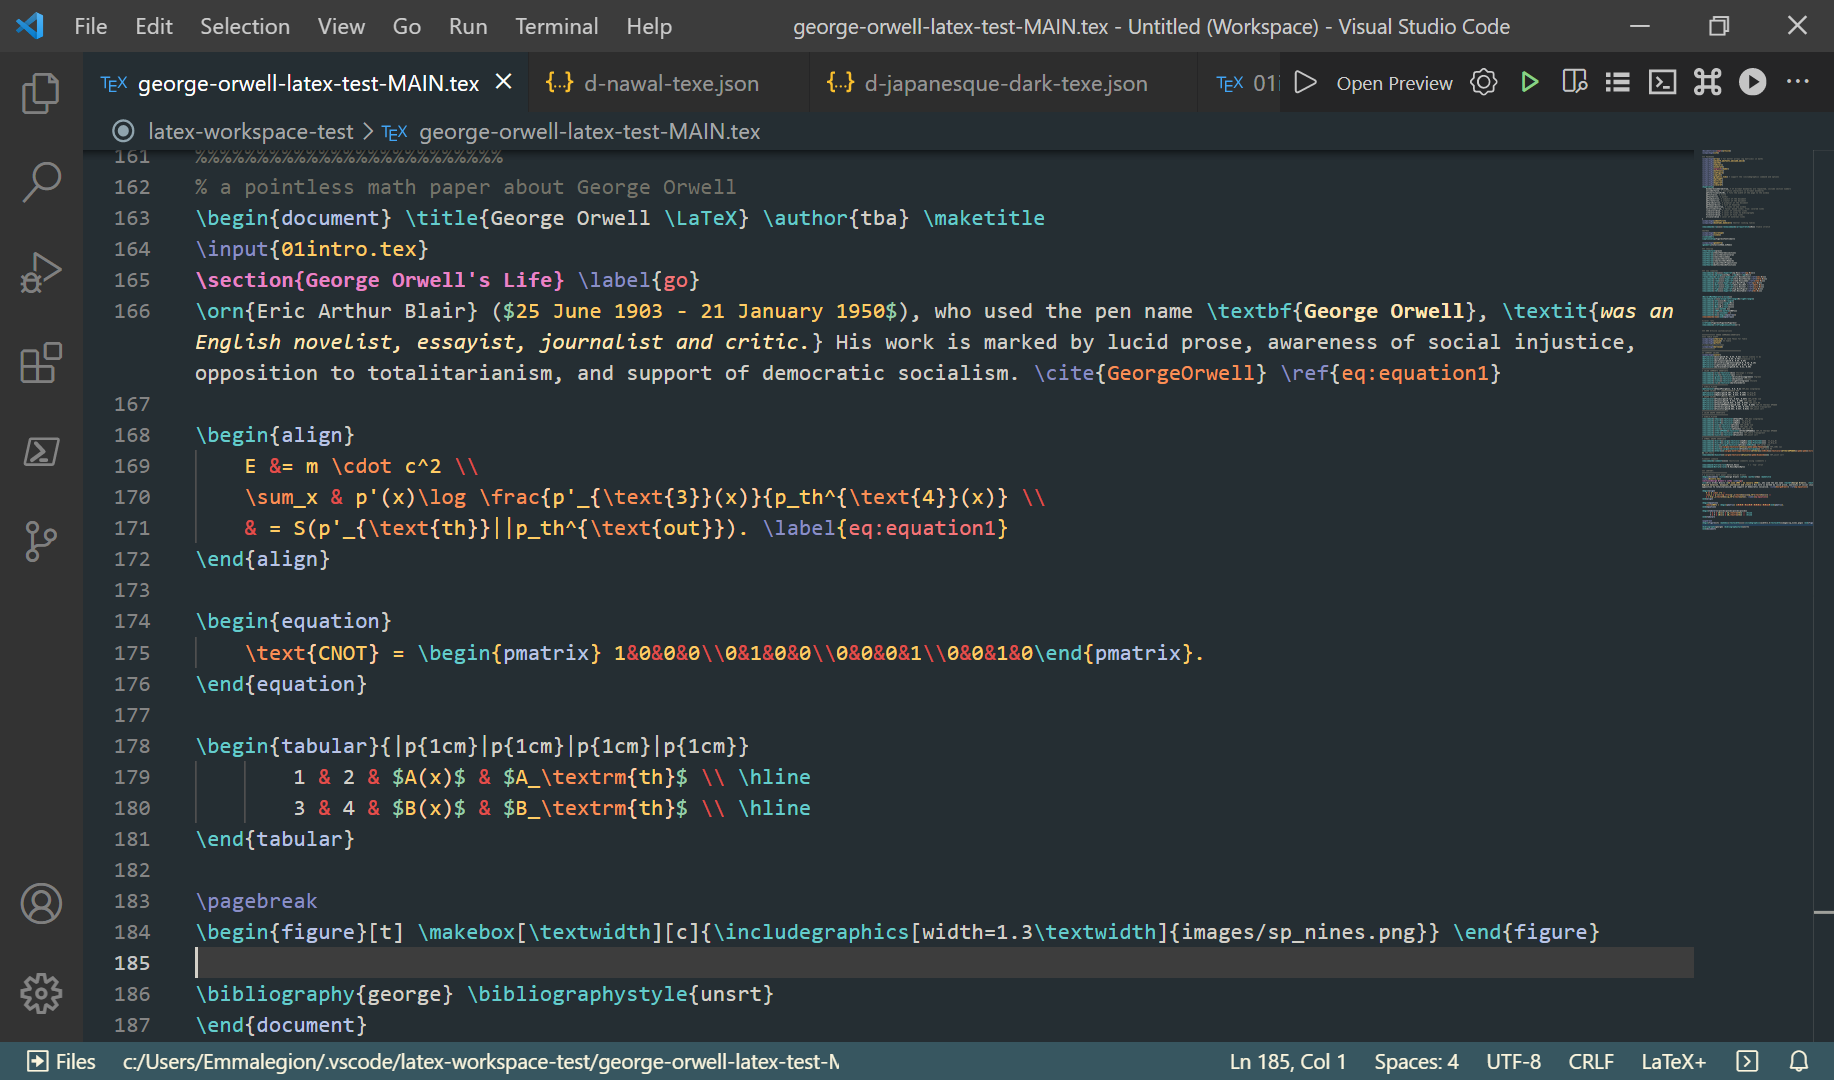 File Edit Selection View Go Run Terminal Help george-orwell-latex-test-MAIN.tex - Untitled (Workspace) - Visual Studio Code
TEX george-orwell-latex-test-MAIN.tex {..} d-nawal-texe.json {..} d-japanesque-dark-texe.json TEX 01i Open Preview
latex-workspace-test > TEX george-orwell-latex-test-MAIN.tex
161 %%%%%%%%%%%%%%%%%%%%%%%%%
162 % a pointless math paper about George Orwell
163 \begin{document} \title{George Orwell \LaTeX} \author{tba} \maketitle
164 \input{01intro.tex}
165 \section{George Orwell's Life} \label{go}
166 \orn{Eric Arthur Blair} ($25 June 1903 - 21 January 1950$), who used the pen name \textbf{George Orwell}, \textit{was an
English novelist, essayist, journalist and critic.} His work is marked by lucid prose, awareness of social injustice,
opposition to totalitarianism, and support of democratic socialism. \cite{GeorgeOrwell} \ref{eq:equation1}
167
168 \begin{align}
169 E &= m \cdot c^2 \\
170 \sum_x & p'(x)\log \frac{p'_{\text{3}}(x)}{p_th^{\text{4}}(x)} \\
171 & = S(p'_{\text{th}}||p_th^{\text{out}}). \label{eq:equation1}
172 \end{align}
173
174 \begin{equation}
175 \text{CNOT} = \begin{pmatrix} 1&0&0&0\\0&1&0&0\\0&0&0&1\\0&0&1&0\end{pmatrix}.
176 \end{equation}
177
178 \begin{tabular}{|p{1cm}|p{1cm}|p{1cm}|p{1cm}}
179 1 & 2 & $A(x)$ & $A_\textrm{th}$ \\ \hline
180 3 & 4 & $B(x)$ & $B_\textrm{th}$ \\ \hline
181 \end{tabular}
182
183 \pagebreak
184 \begin{figure}[t] \makebox[\textwidth][c]{\includegraphics[width=1.3\textwidth]{images/sp_nines.png}} \end{figure}
185
186 \bibliography{george} \bibliographystyle{unsrt}
187 \end{document}
Files c:/Users/Emmalegion/.vscode/latex-workspace-test/george-orwell-latex-test-M Ln 185, Col 1 Spaces: 4 UTF-8 CRLF LaTeX+